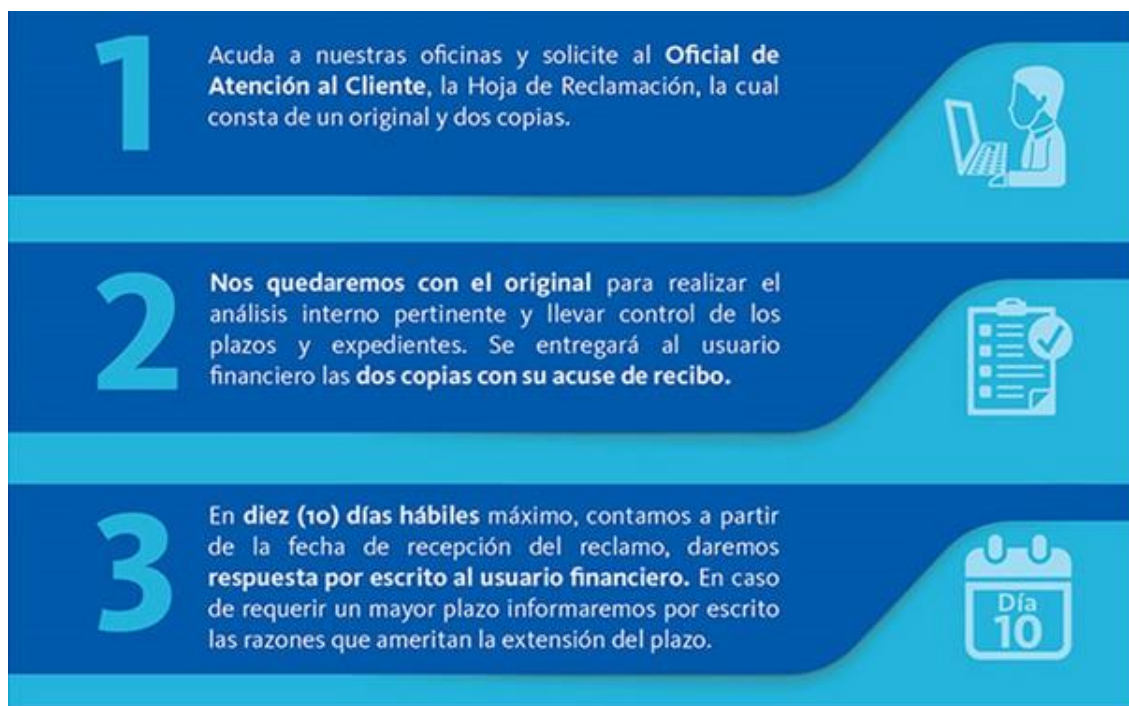 1
Acuda a nuestras oficinas y solicite al Oficial de
Atención al Cliente, la Hoja de Reclamación, la cual
consta de un original y dos copias.
2
Nos quedaremos con el original para realizar el
análisis interno pertinente y llevar control de los
plazos y expedientes. Se entregará al usuario
financiero las dos copias con su acuse de recibo.
3
En diez (10) días hábiles máximo, contamos a partir
de la fecha de recepción del reclamo, daremos
respuesta por escrito al usuario financiero. En caso
de requerir un mayor plazo informaremos por escrito
las razones que ameritan la extensión del plazo.
Día
10